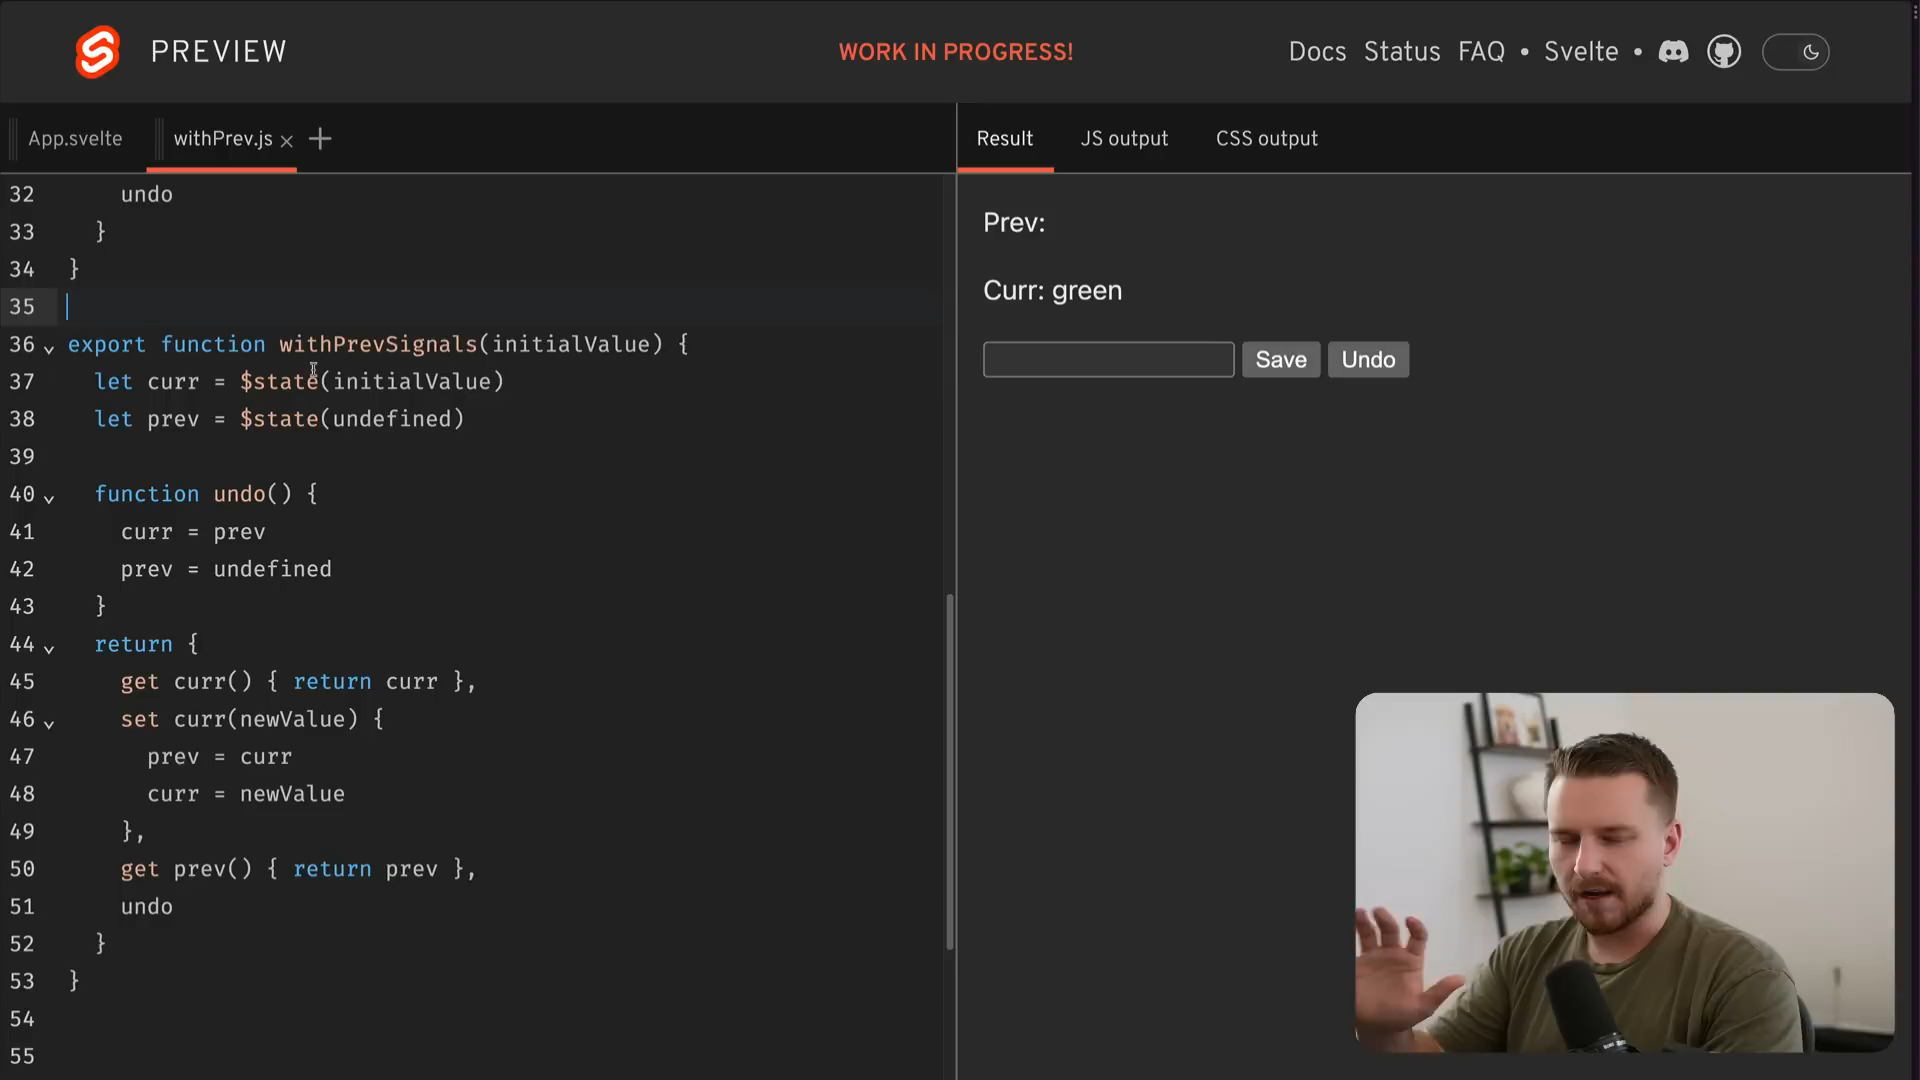 PREVIEW
WORK IN PROGRESS!
Docs Status FAQ • Svelte •
App.svelte
withPrev.js
Result JS output CSS output
32 undo
33 }
34 }
35
36 export function withPrevSignals(initialValue) {
37 let curr = $state(initialValue)
38 let prev = $state(undefined)
39
40 function undo() {
41 curr = prev
42 prev = undefined
43 }
44 return {
45 get curr() { return curr },
46 set curr(newValue) {
47 prev = curr
48 curr = newValue
49 },
50 get prev() { return prev },
51 undo
52 }
53 }
54
55
Prev:
Curr: green
Save Undo